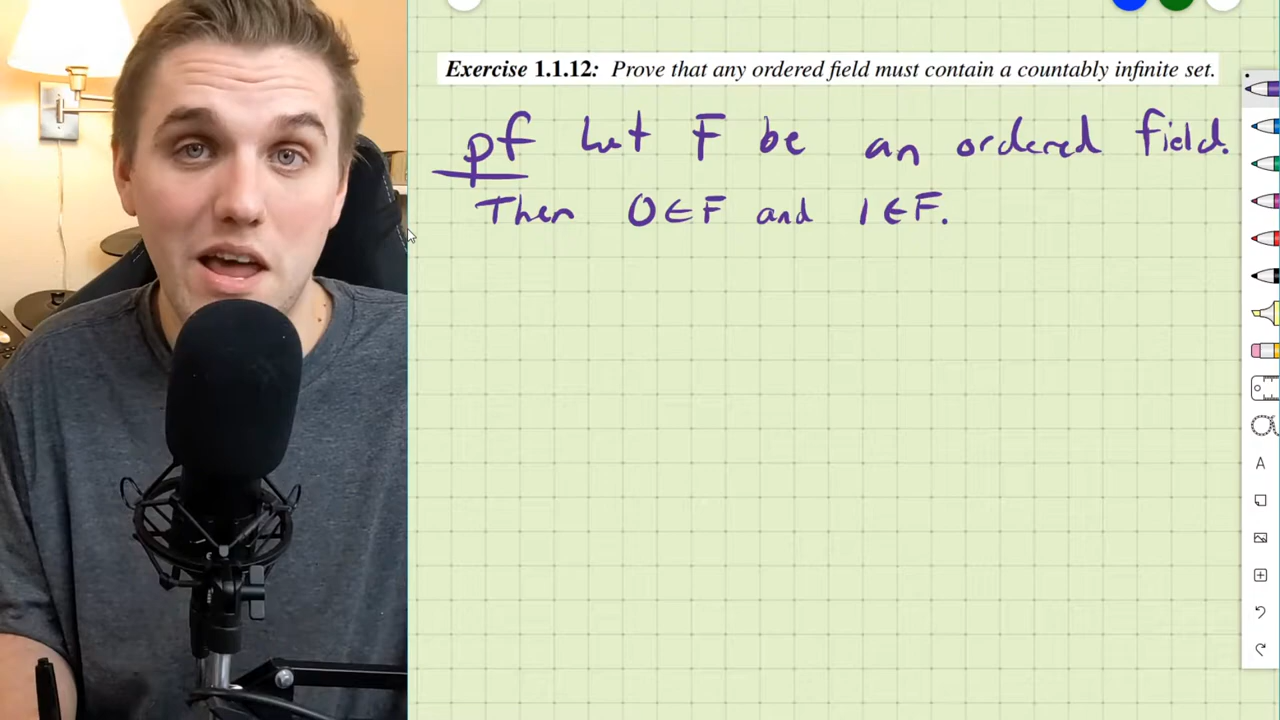 Exercise 1.1.12: Prove that any ordered field must contain a countably infinite set.
pf Let F be an ordered field.
Then 0 ∈ F and 1 ∈ F.
A